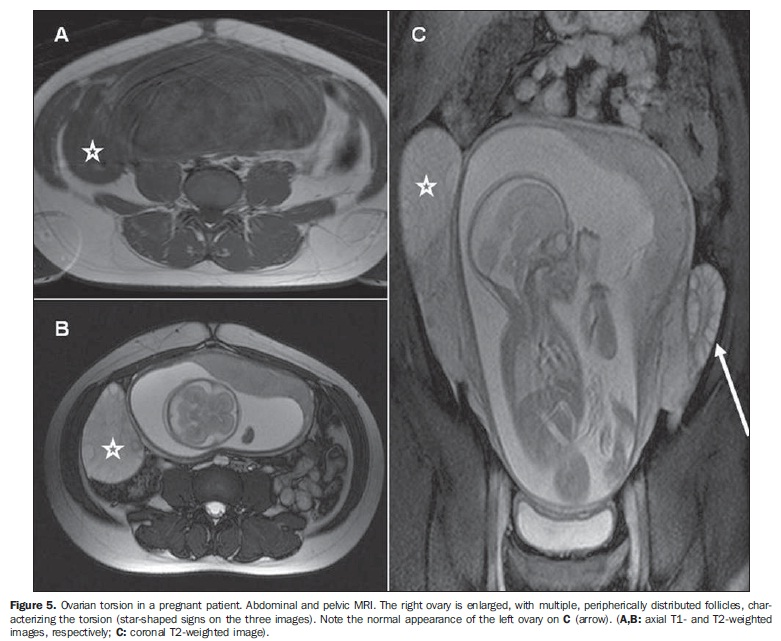 A
C
B
Figure 5. Ovarian torsion in a pregnant patient. Abdominal and pelvic MRI. The right ovary is enlarged, with multiple, peripherically distributed follicles, char-
acterizing the torsion (star-shaped signs on the three images). Note the normal appearance of the left ovary on C (arrow). (A,B: axial T1- and T2-weighted
images, respectively; C: coronal T2-weighted image).